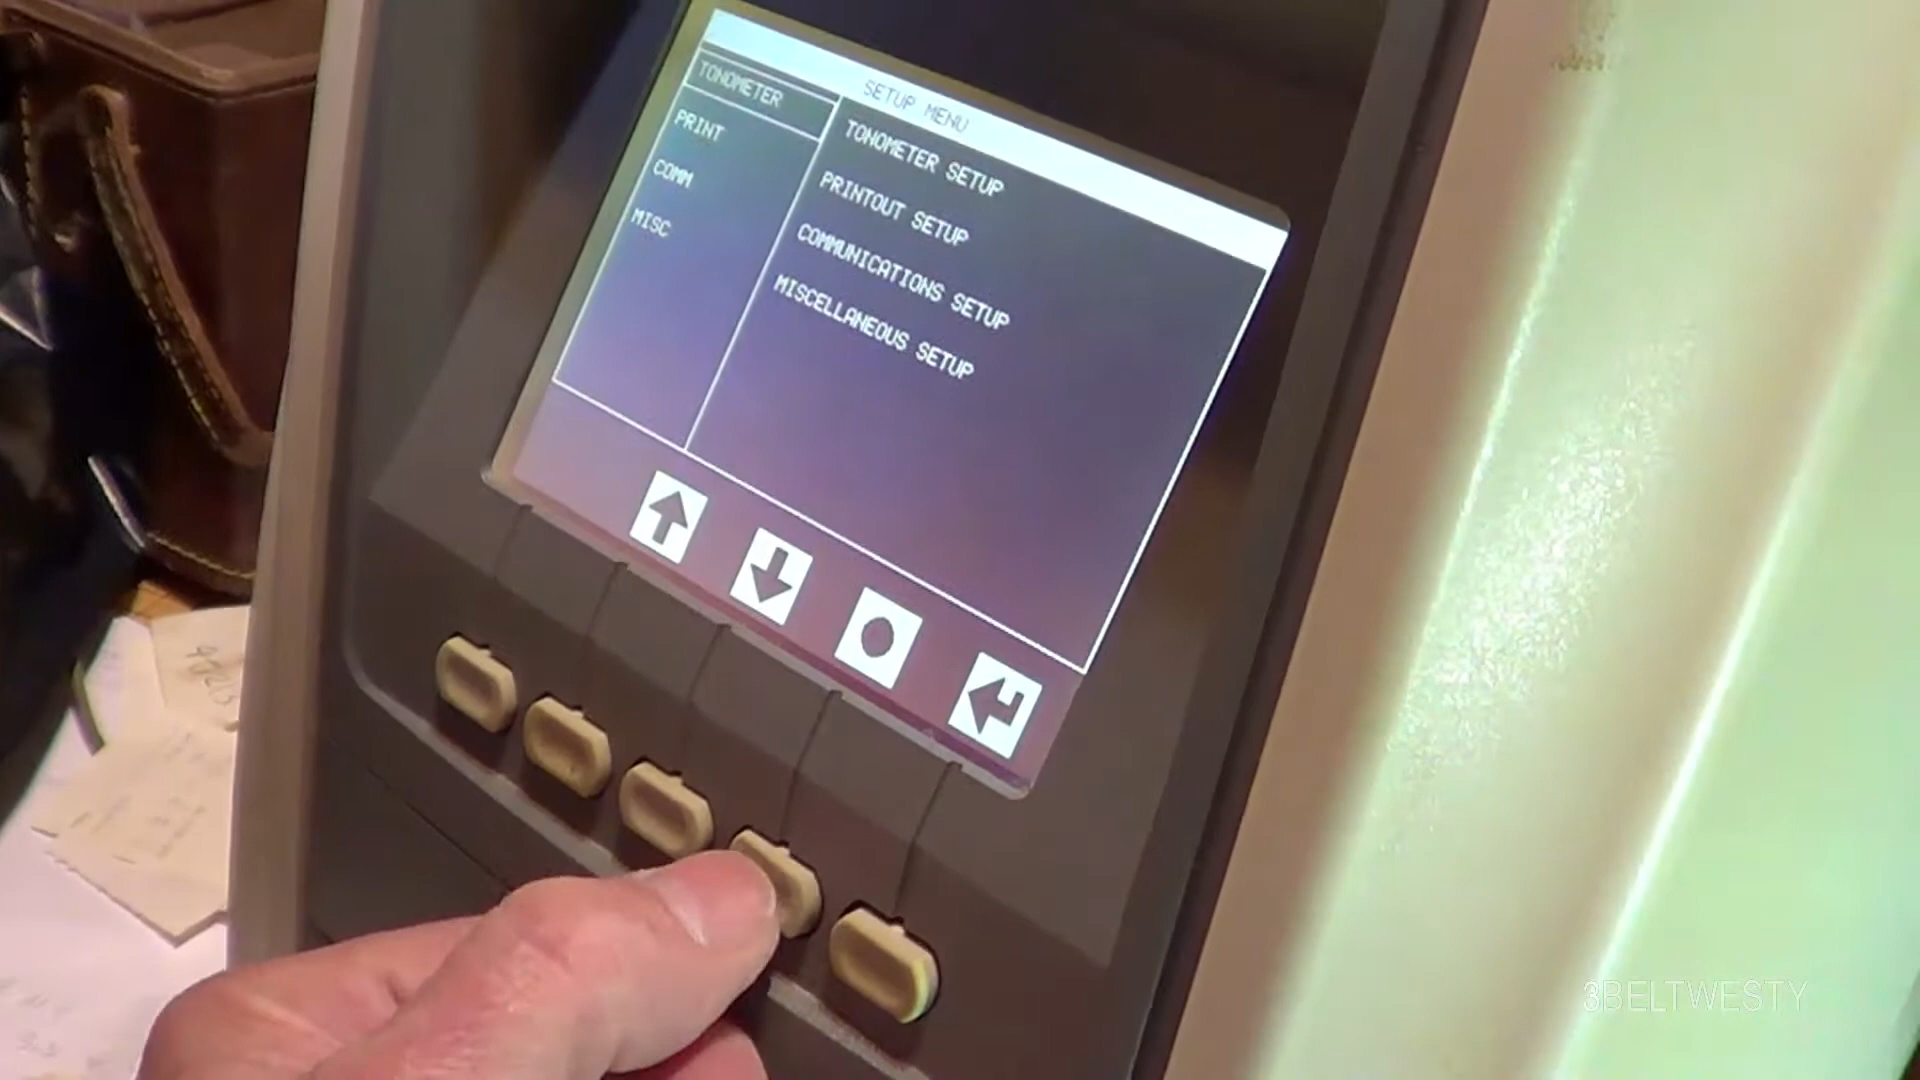 SETUP MENU
TONOMETER TONOMETER SETUP
PRINT PRINTOUT SETUP
COMM COMMUNICATIONS SETUP
MISC MISCELLANEOUS SETUP
3BELTWESTY